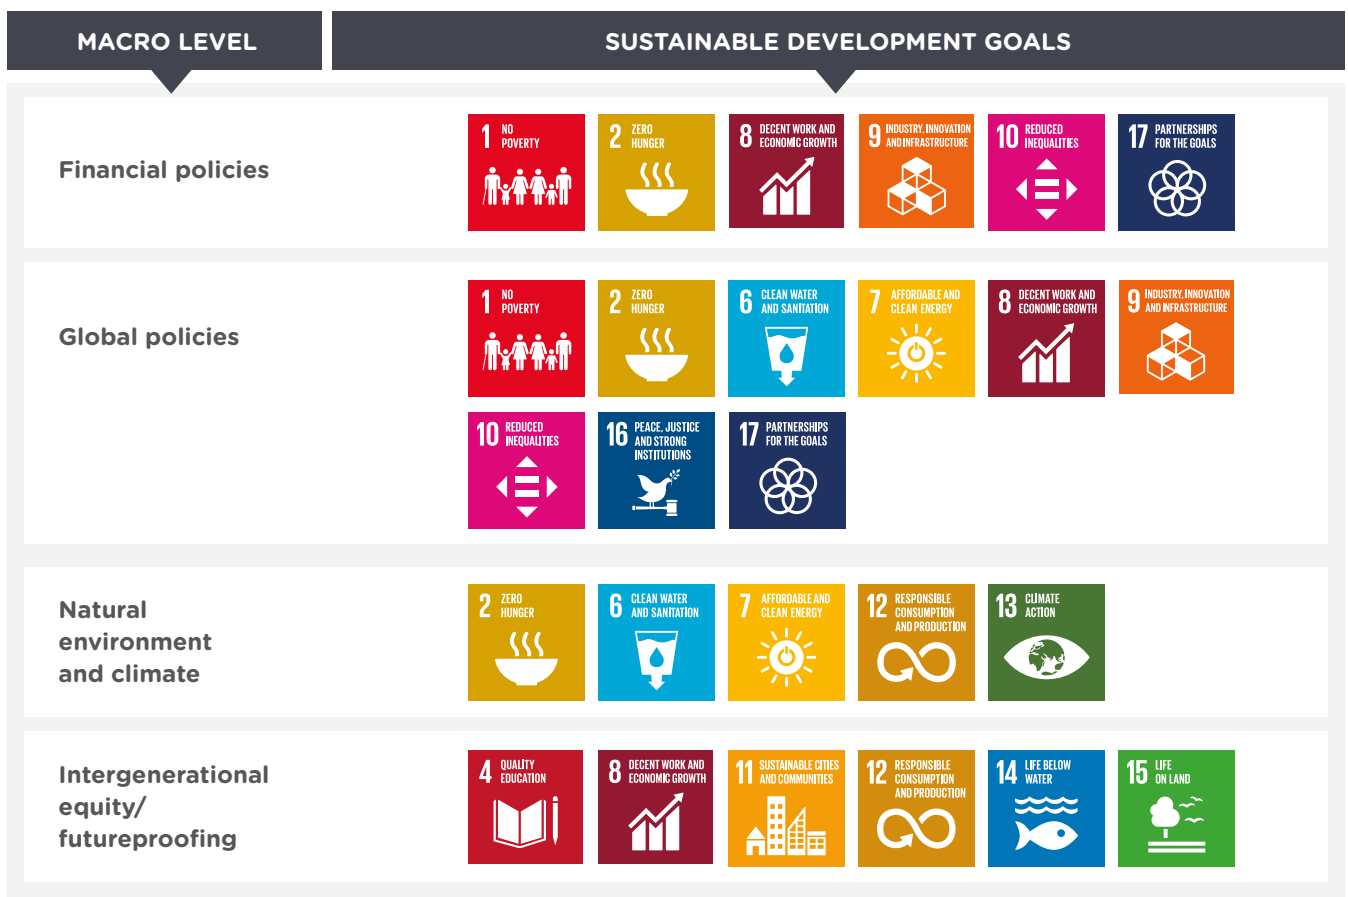 MACRO LEVEL
SUSTAINABLE DEVELOPMENT GOALS
Financial policies
1 NO
POVERTY
2 ZERO
HUNGER
8 DECENT WORK AND
ECONOMIC GROWTH
9 INDUSTRY, INNOVATION
AND INFRASTRUCTURE
10 REDUCED
INEQUALITIES
17 PARTNERSHIPS
FOR THE GOALS
Global policies
1 NO
POVERTY
2 ZERO
HUNGER
6 CLEAN WATER
AND SANITATION
7 AFFORDABLE AND
CLEAN ENERGY
8 DECENT WORK AND
ECONOMIC GROWTH
9 INDUSTRY, INNOVATION
AND INFRASTRUCTURE
10 REDUCED
INEQUALITIES
16 PEACE, JUSTICE
AND STRONG
INSTITUTIONS
17 PARTNERSHIPS
FOR THE GOALS
Natural
environment
and climate
2 ZERO
HUNGER
6 CLEAN WATER
AND SANITATION
7 AFFORDABLE AND
CLEAN ENERGY
12 RESPONSIBLE
CONSUMPTION
AND PRODUCTION
13 CLIMATE
ACTION
Intergenerational
equity/
futureproofing
4 QUALITY
EDUCATION
8 DECENT WORK AND
ECONOMIC GROWTH
11 SUSTAINABLE CITIES
AND COMMUNITIES
12 RESPONSIBLE
CONSUMPTION
AND PRODUCTION
14 LIFE BELOW
WATER
15 LIFE
ON LAND